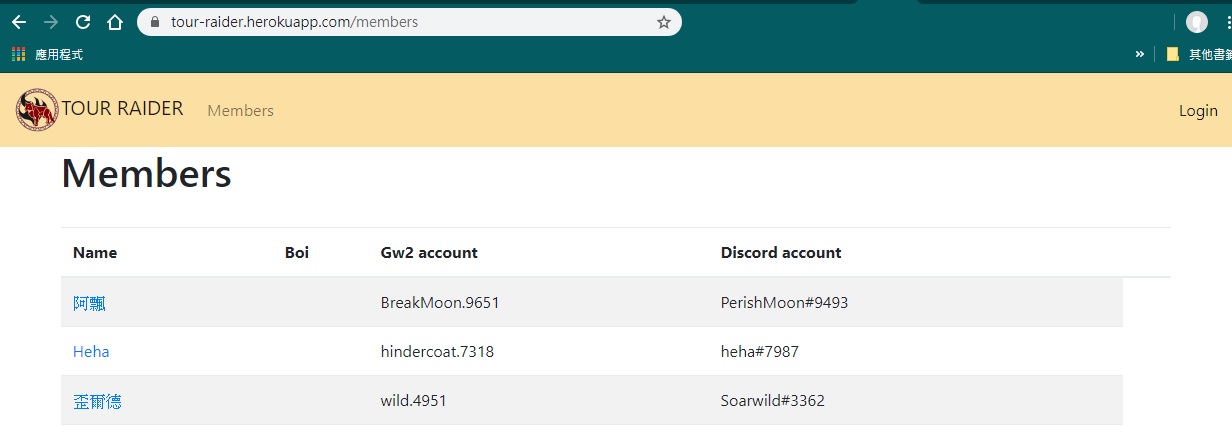 tour-raider.herokuapp.com/members
應用程式
»
其他書籤
TOUR RAIDER Members Login
Members
Name Boi Gw2 account Discord account
阿飄 BreakMoon.9651 PerishMoon#9493
Heha hindercoat.7318 heha#7987
歪爾德 wild.4951 Soarwild#3362